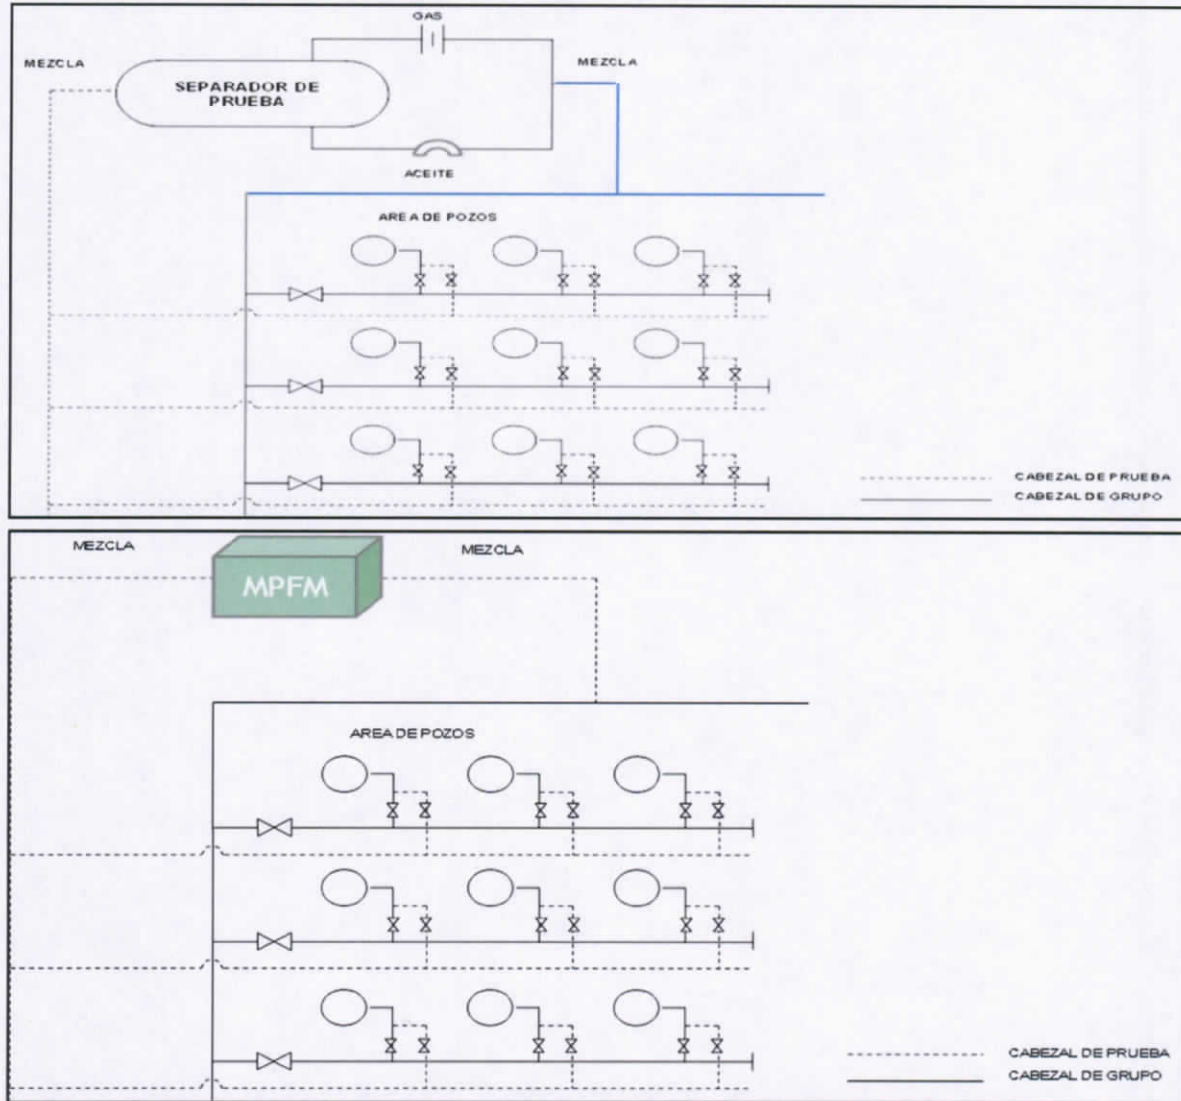 GAS
MEZCLA
MEZCLA
SEPARADOR DE
PRUEBA
ACEITE
AREA DE POZOS
CABEZAL DE PRUEBA
CABEZAL DE GRUPO
MEZCLA
MEZCLA
MPFM
AREA DE POZOS
CABEZAL DE PRUEBA
CABEZAL DE GRUPO